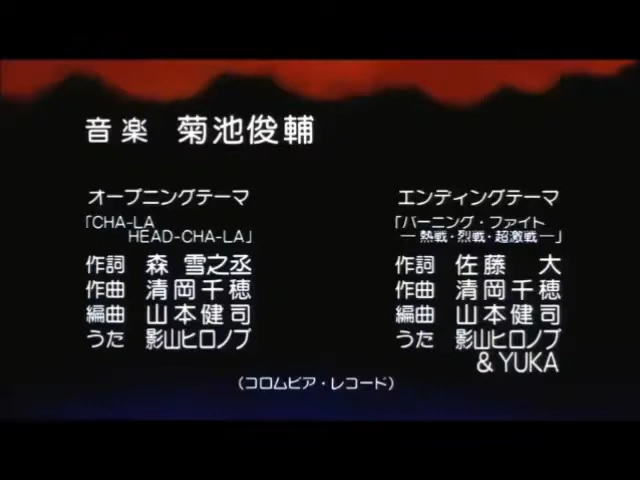 音楽 菊池俊輔
オープニングテーマ
「CHA-LA
HEAD-CHA-LA」
作詞 森 雪之丞
作曲 清岡千穂
編曲 山本健司
うた 影山ヒロノブ
エンディングテーマ
「バーニング・ファイト
―熱戦・烈戦・超激戦―」
作詞 佐藤 大
作曲 清岡千穂
編曲 山本健司
うた 影山ヒロノブ
& YUKA
(コロムビア・レコード)